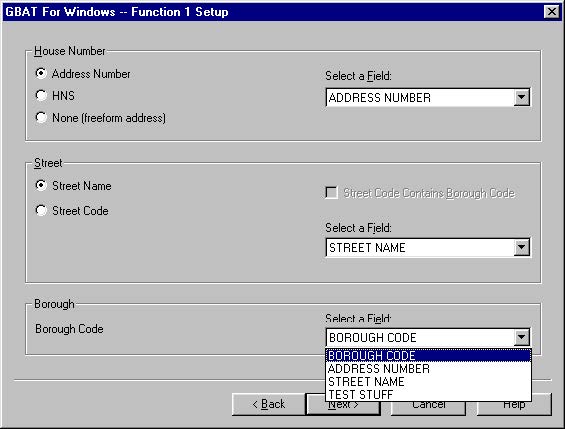 GBAT For Windows -- Function 1 Setup
House Number
Address Number
Select a Field:
HNS
ADDRESS NUMBER
None (freeform address)
Street
Street Name
Street Code Contains Borough Code
Street Code
Select a Field:
STREET NAME
Borough
Select a Field:
Borough Code
BOROUGH CODE
BOROUGH CODE
ADDRESS NUMBER
STREET NAME
TEST STUFF
< Back
Next >
Cancel
Help